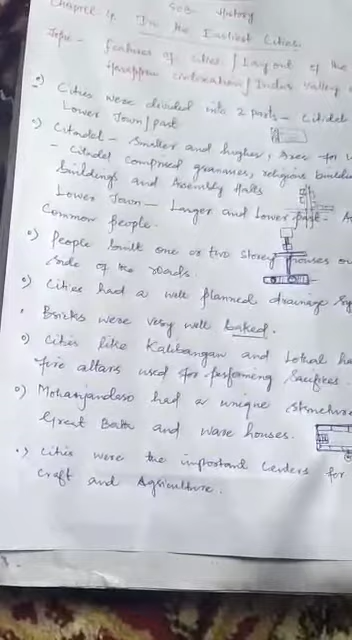 SUB History
Chapter 4. In the Earliest Cities.
Topic - features of cities / Layout of the
Harappan civilization / Indus Valley
Cities were divided into 2 parts - Citadel
Lower Town / part
Citadel - Smaller and higher, Area for
- Citadel comprised granaries, religious
buildings and Assembly Halls
Lower Town - Larger and Lower part -
Common people.
People built one or two storey houses
side of the roads.
Cities had a well planned drainage
Bricks were very well baked.
Cities like Kalibangan and Lothal
fire altars used for performing Sacrifices.
Mohanjandaro had a unique structure
Great Bath and ware houses.
Cities were the important Centers for
Craft and Agriculture.